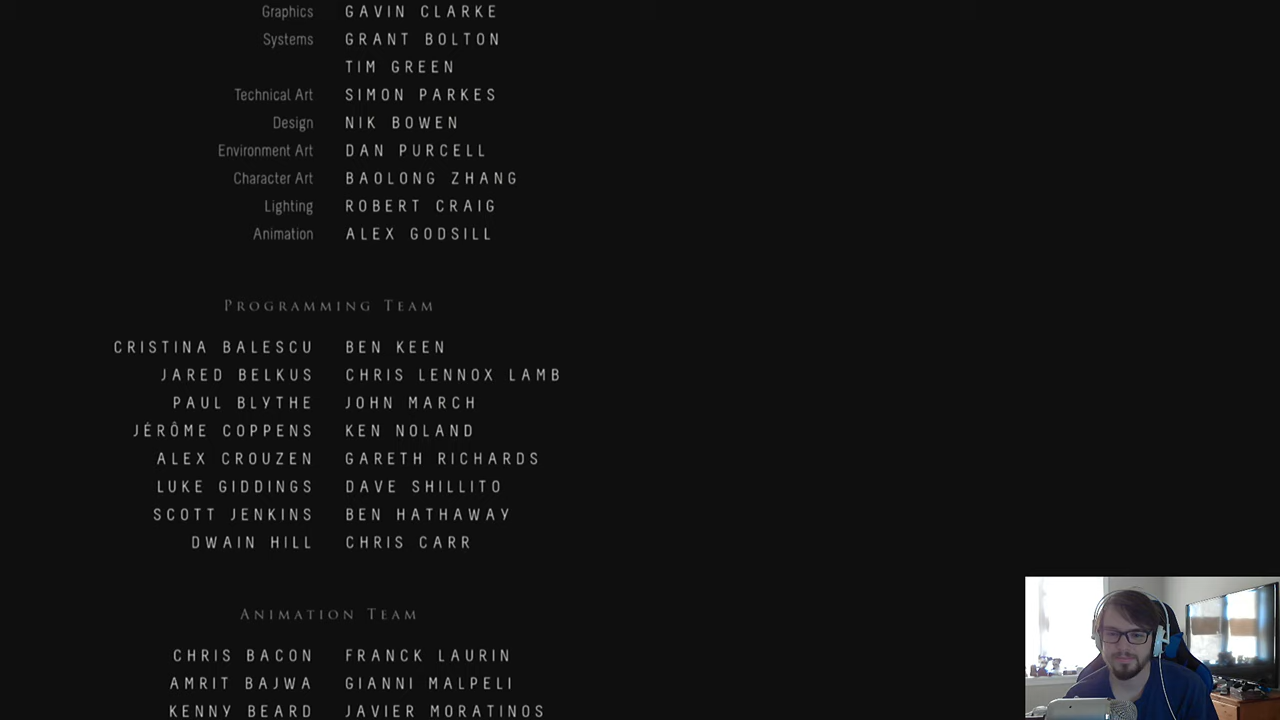 Graphics GAVIN CLARKE
Systems GRANT BOLTON
TIM GREEN
Technical Art SIMON PARKES
Design NIK BOWEN
Environment Art DAN PURCELL
Character Art BAOLONG ZHANG
Lighting ROBERT CRAIG
Animation ALEX GODSILL
PROGRAMMING TEAM
CRISTINA BALESCU BEN KEEN
JARED BELKUS CHRIS LENNOX LAMB
PAUL BLYTHE JOHN MARCH
JÉRÔME COPPENS KEN NOLAND
ALEX CROUZEN GARETH RICHARDS
LUKE GIDDINGS DAVE SHILLITO
SCOTT JENKINS BEN HATHAWAY
DWAIN HILL CHRIS CARR
ANIMATION TEAM
CHRIS BACON FRANCK LAURIN
AMRIT BAJWA GIANNI MALPELI
KENNY BEARD JAVIER MORATINOS